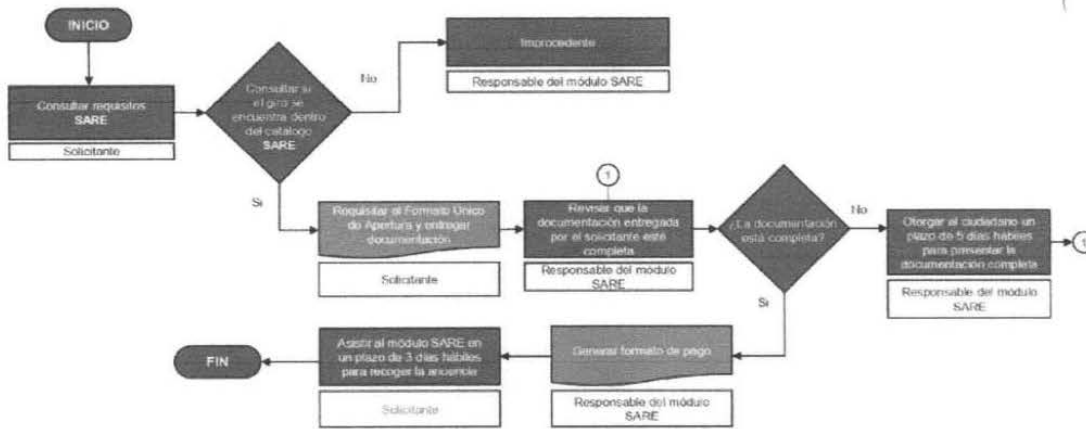 INICIO
Consultar requisitos
SARE
Solicitante
Consultar si
el giro se
encuentra dentro
del catalogo
SARE
No
Improcedente
Responsable del módulo SARE
Si
Requisitar el Formato Único
de Apertura y entregar
documentación
Solicitante
1
Revisar que la
documentación entregada
por el solicitante esté
completa
Responsable del módulo
SARE
¿La documentación
está completa?
No
Otorgar al ciudadano un
plazo de 5 días hábiles
para presentar la
documentación completa
Responsable del módulo
SARE
1
Si
Generar formato de pago
Responsable del módulo
SARE
Asistir al módulo SARE en
un plazo de 3 días hábiles
para recoger la anuencia
Solicitante
FIN